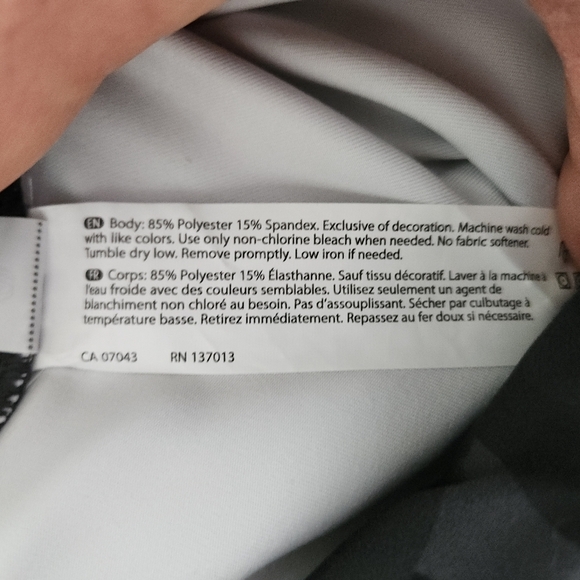 EN Body: 85% Polyester 15% Spandex. Exclusive of decoration. Machine wash cold
with like colors. Use only non-chlorine bleach when needed. No fabric softener.
Tumble dry low. Remove promptly. Low iron if needed.
FR Corps: 85% Polyester 15% Élasthanne. Sauf tissu décoratif. Laver à la machine à
l'eau froide avec des couleurs semblables. Utilisez seulement un agent de
blanchiment non chloré au besoin. Pas d'assouplissant. Sécher par culbutage à
température basse. Retirez immédiatement. Repassez au fer doux si nécessaire.
CA 07043 RN 137013